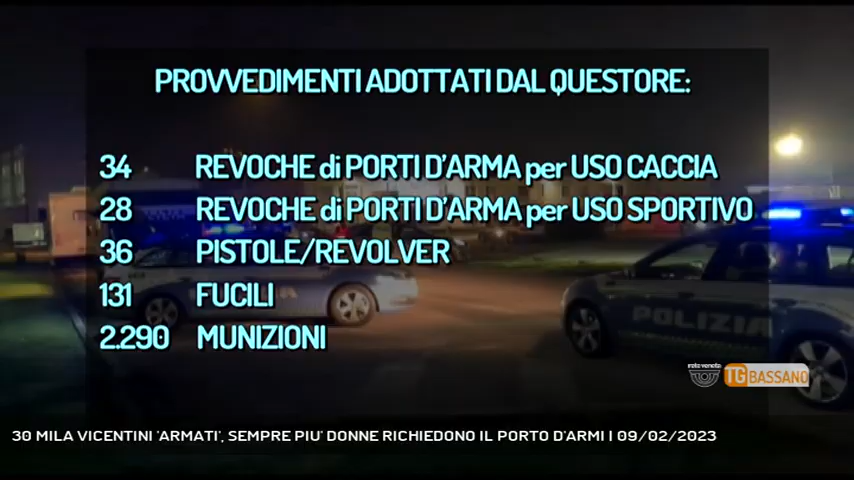 PROVVEDIMENTI ADOTTATI DAL QUESTORE:
34 REVOCHE di PORTI D'ARMA per USO CACCIA
28 REVOCHE di PORTI D'ARMA per USO SPORTIVO
36 PISTOLE/REVOLVER
131 FUCILI
2.290 MUNIZIONI
POLIZIA
rete veneta
TG BASSANO
30 MILA VICENTINI 'ARMATI', SEMPRE PIU' DONNE RICHIEDONO IL PORTO D'ARMI | 09/02/2023